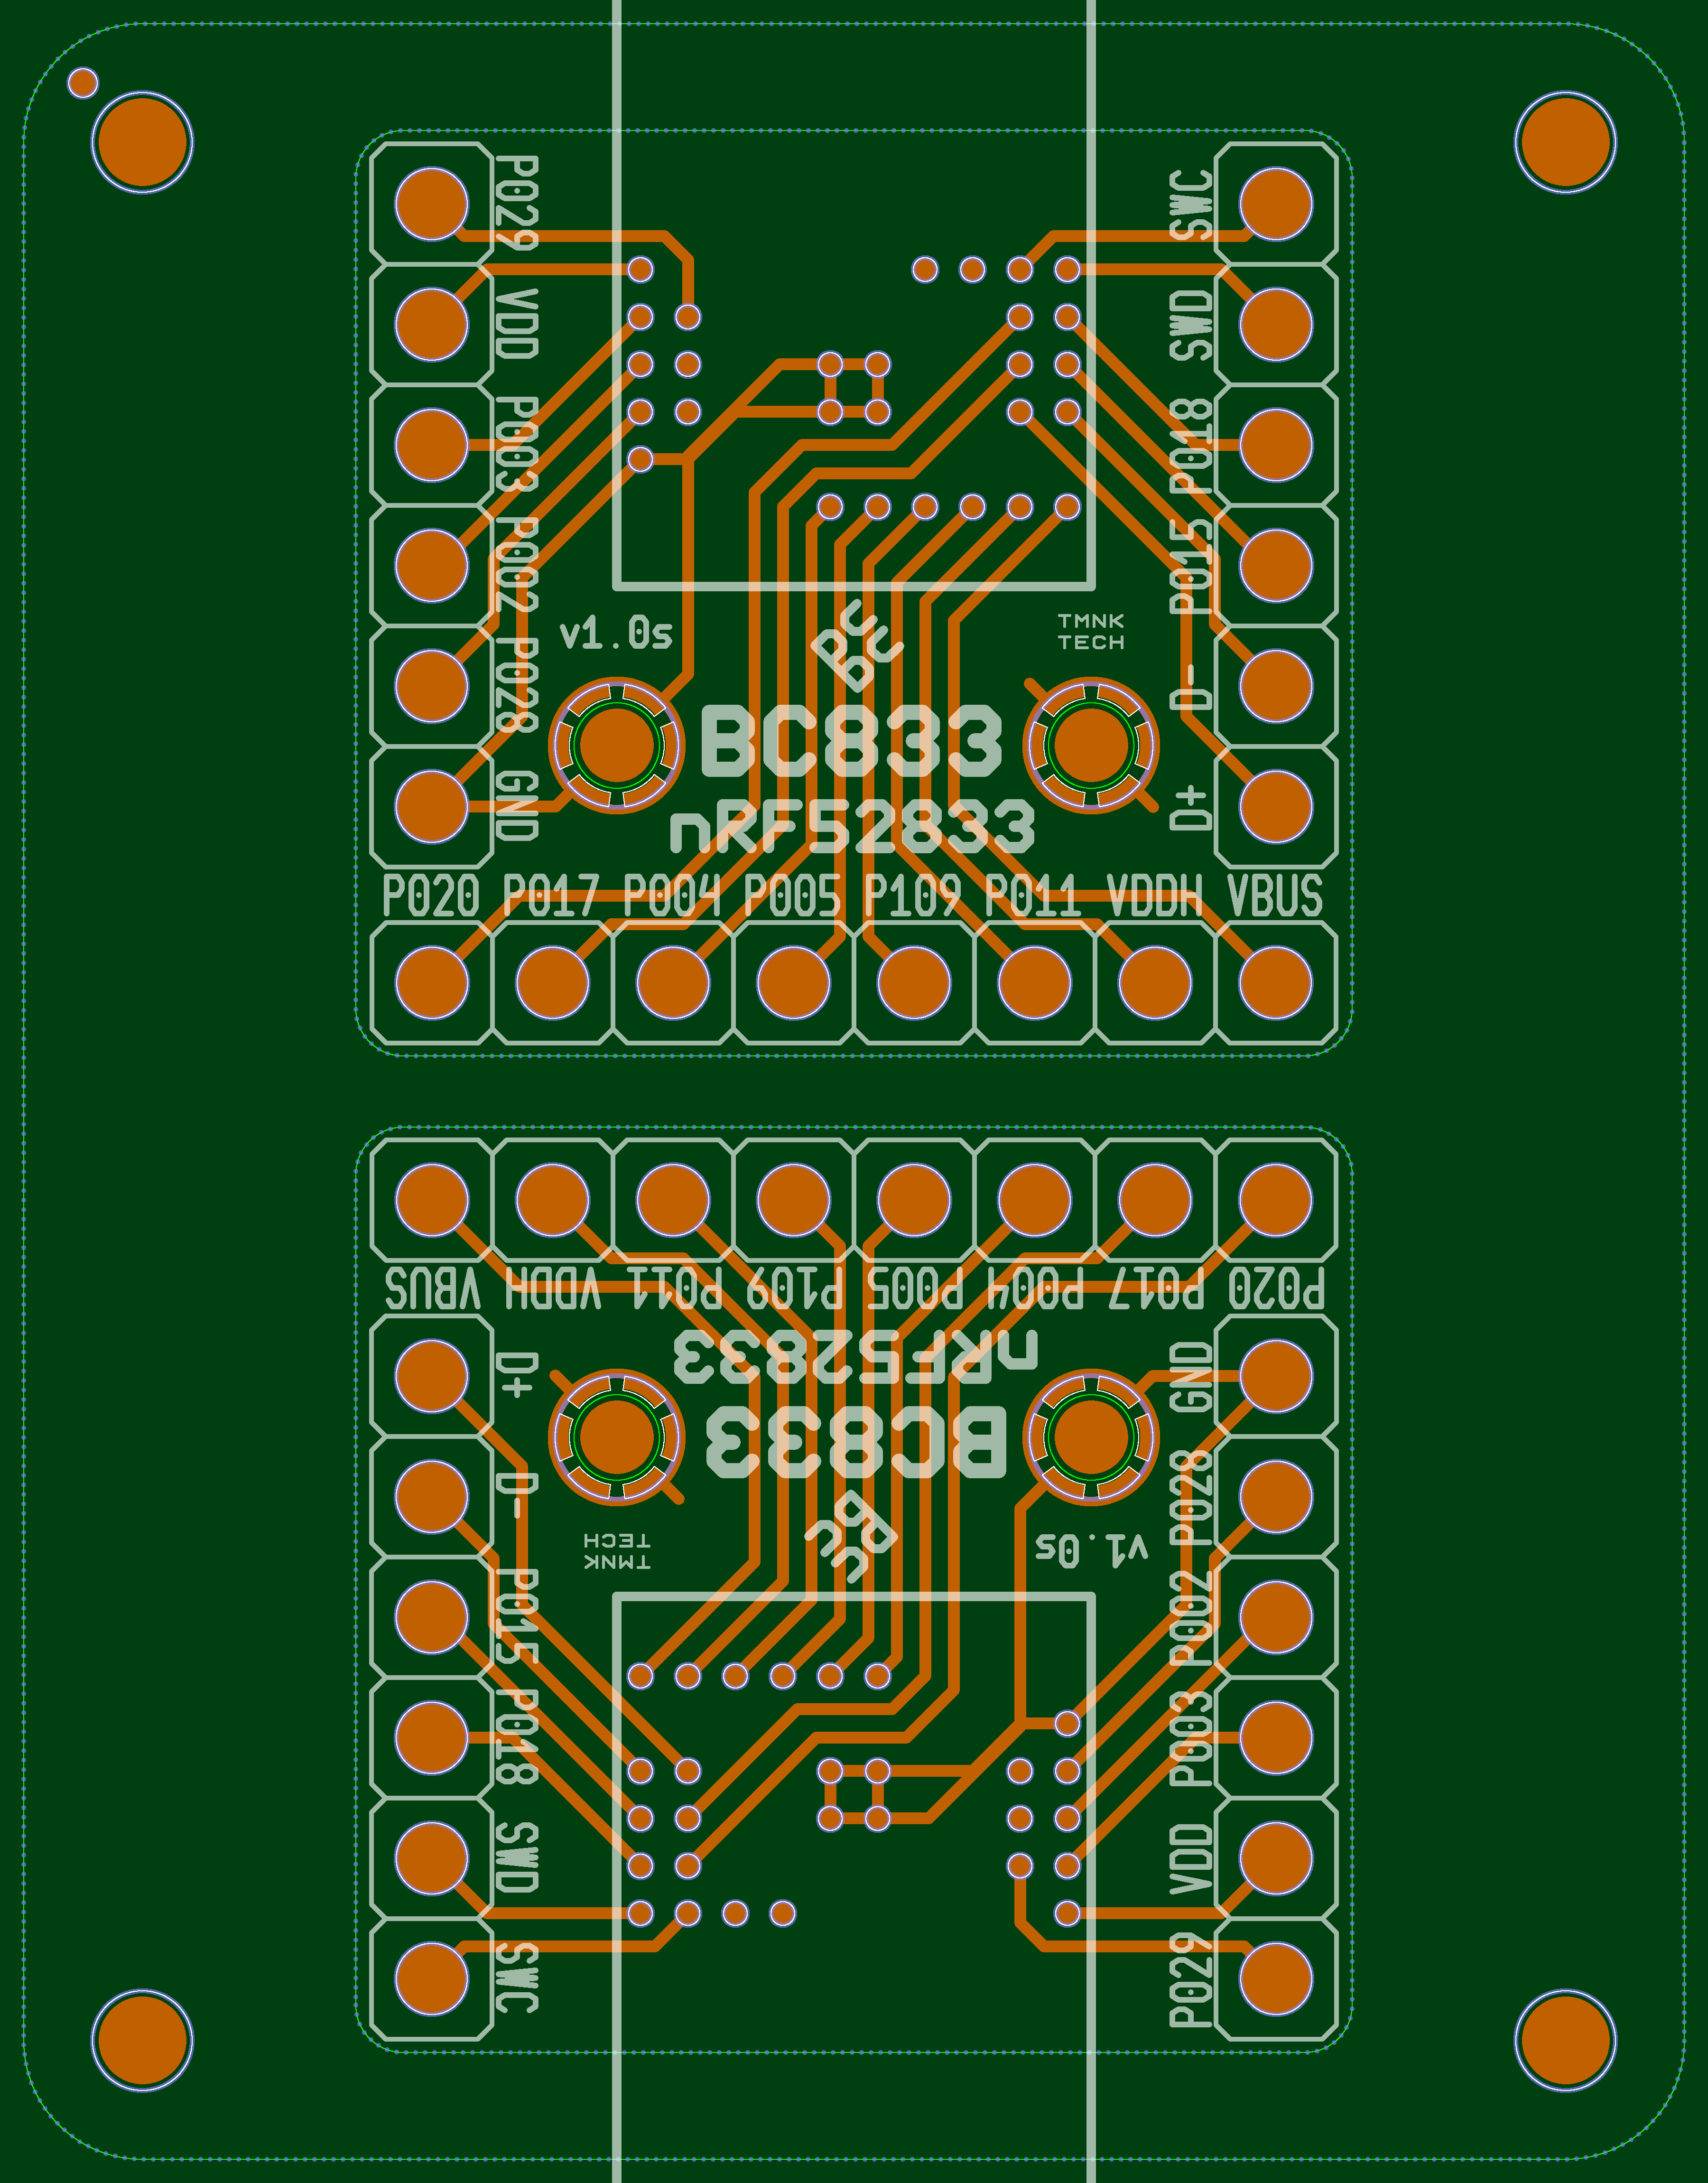 P029
VDD
P003
P002
P028
GND
SWC
SWD
P018
P015
D-
D+
v1.0s
BC
TMNK
TECH
BC833
nRF52833
P020 P017 P004 P005 P109 P011 VDDH VBUS
VBUS VDDH P011 P109 P005 P004 P017 P020
nRF52833
BC833
BC
TMNK
TECH
v1.0s
D+
D-
P015
P018
SWD
SWC
GND
P028
P002
P003
VDD
P029